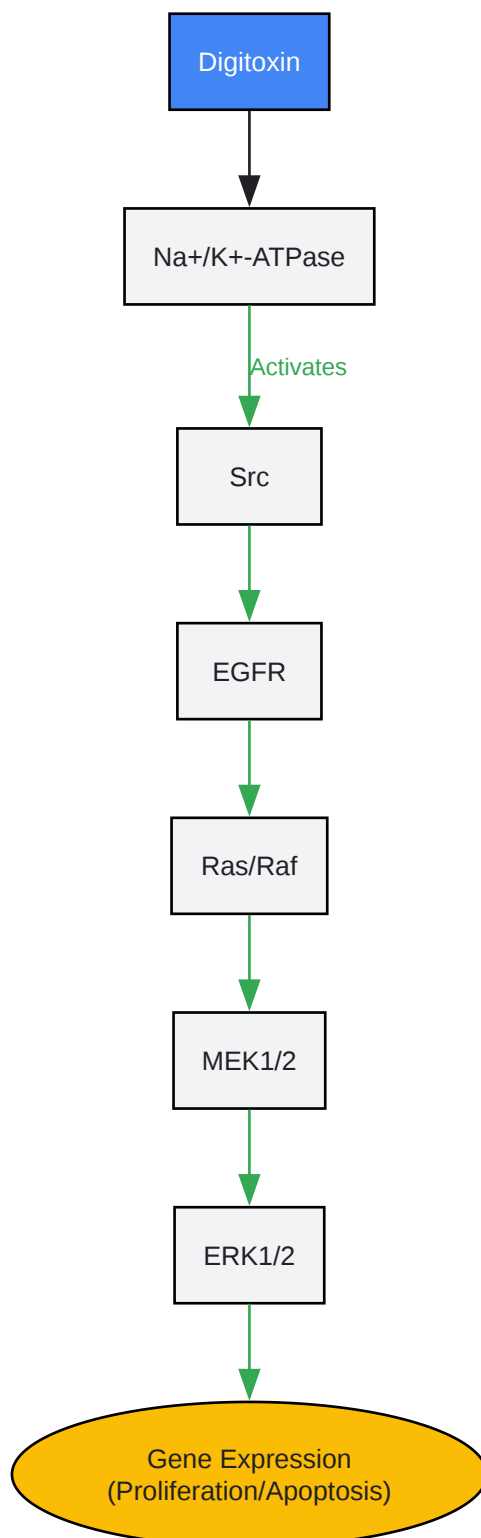 Digitoxin
Na+/K+-ATPase
Activates
Src
EGFR
Ras/Raf
MEK1/2
ERK1/2
Gene Expression
(Proliferation/Apoptosis)